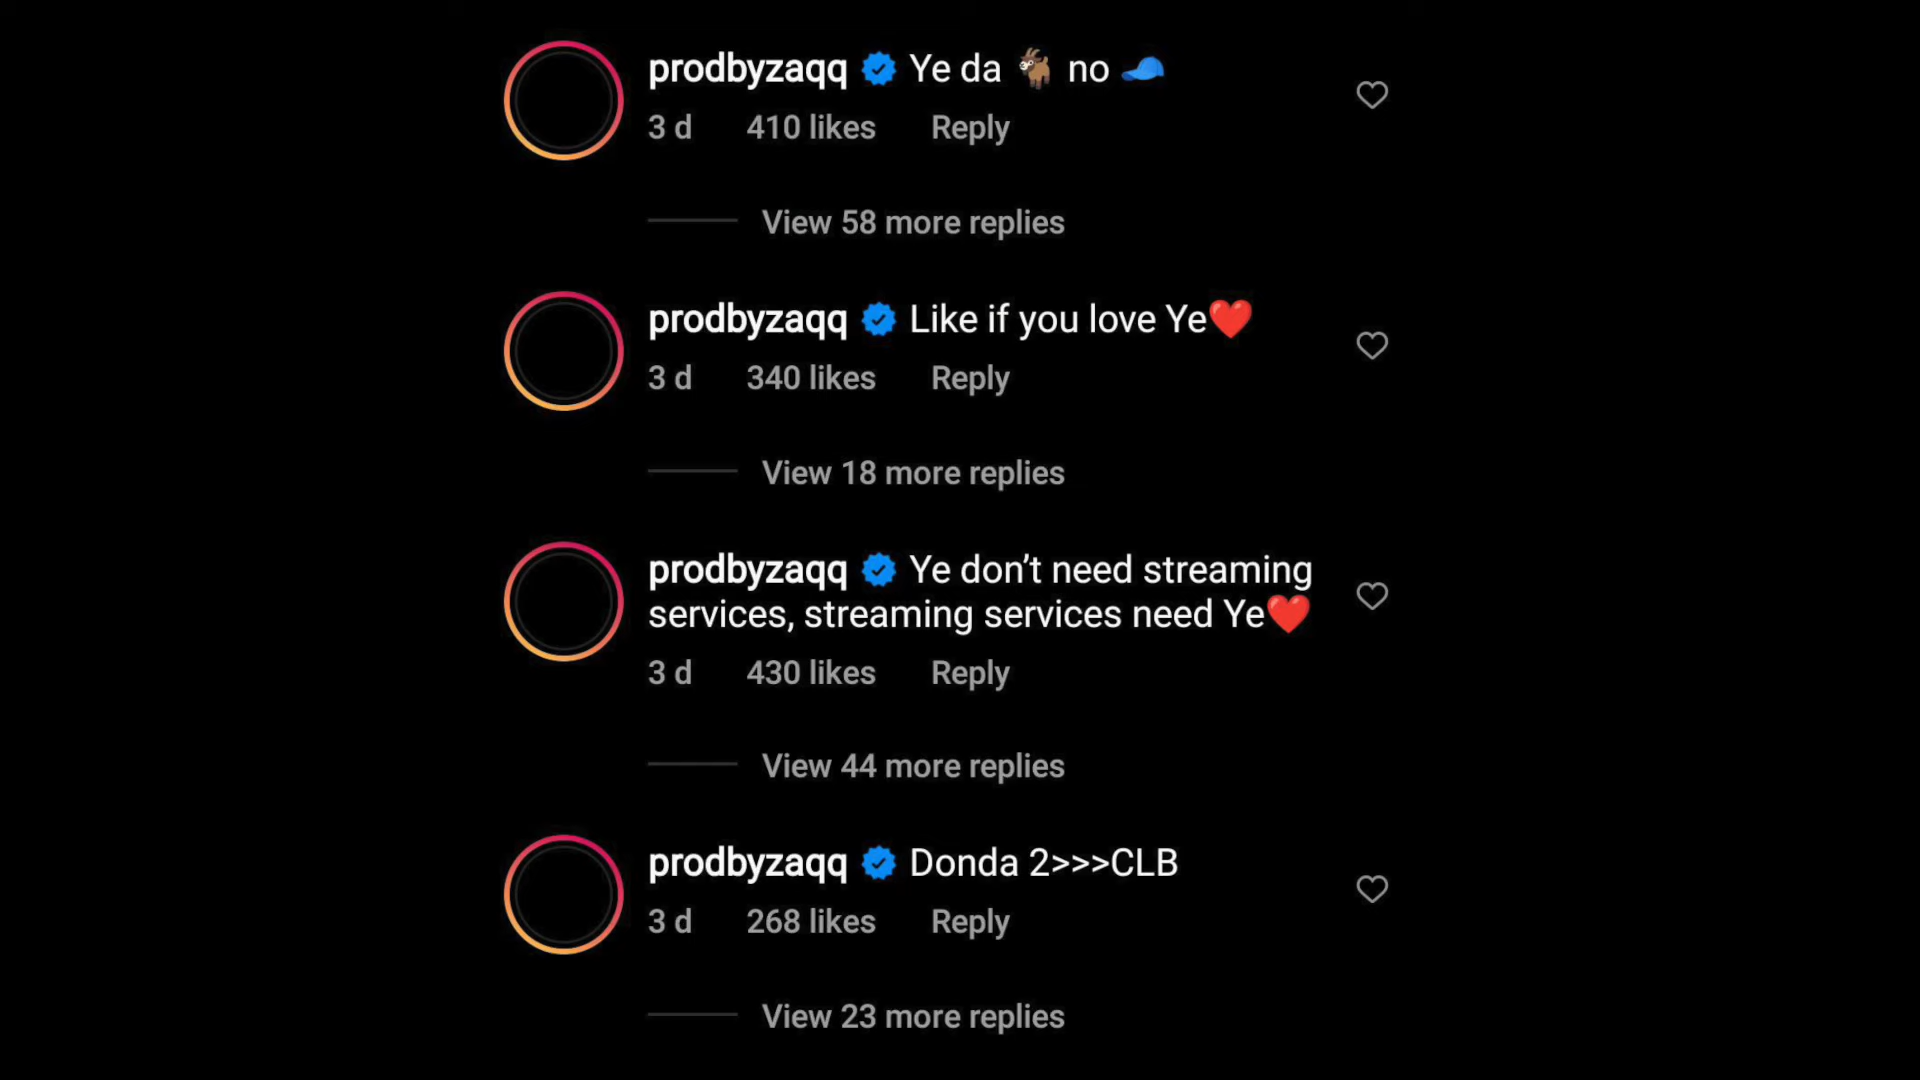 prodbyzaqq Ye da 🐐 no 🧢
3 d 410 likes Reply
View 58 more replies
prodbyzaqq Like if you love Ye❤️
3 d 340 likes Reply
View 18 more replies
prodbyzaqq Ye don’t need streaming
services, streaming services need Ye❤️
3 d 430 likes Reply
View 44 more replies
prodbyzaqq Donda 2>>>CLB
3 d 268 likes Reply
View 23 more replies